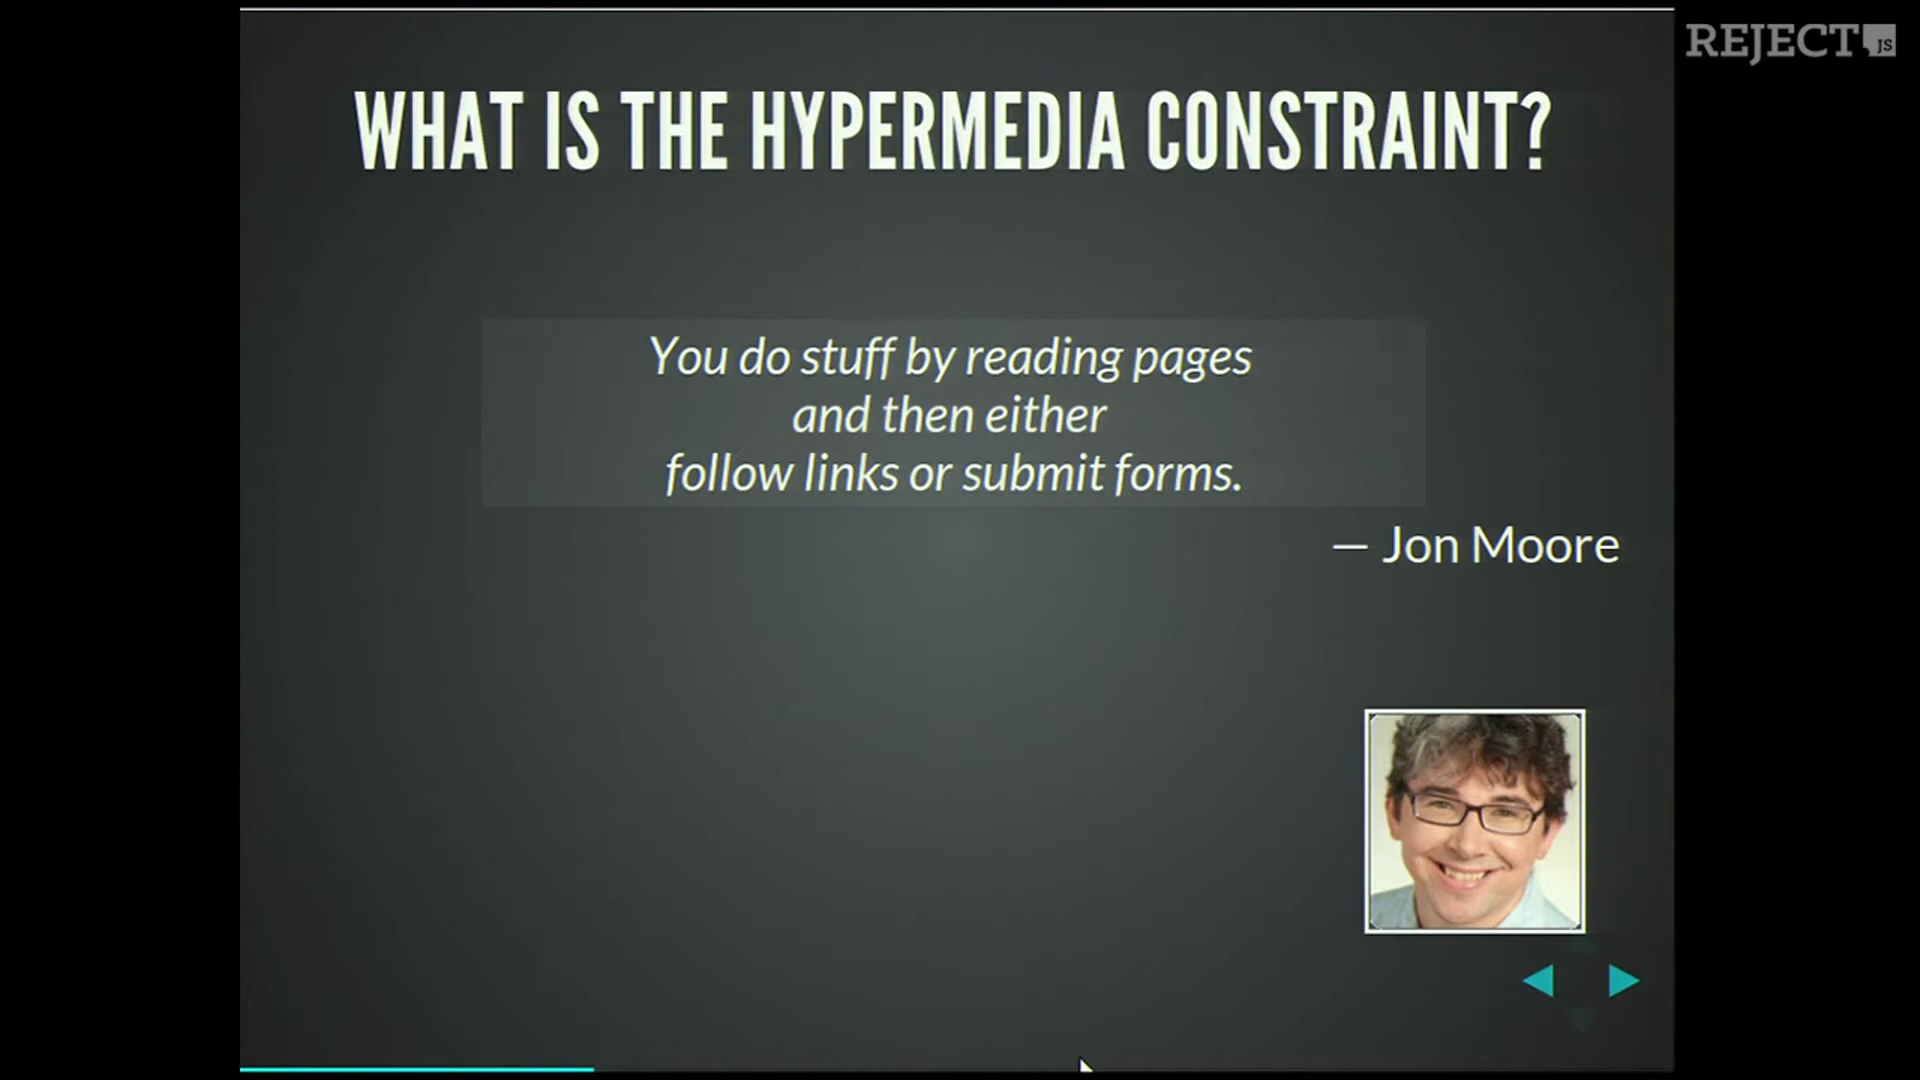 REJECT JS
WHAT IS THE HYPERMEDIA CONSTRAINT?
You do stuff by reading pages
and then either
follow links or submit forms.
— Jon Moore